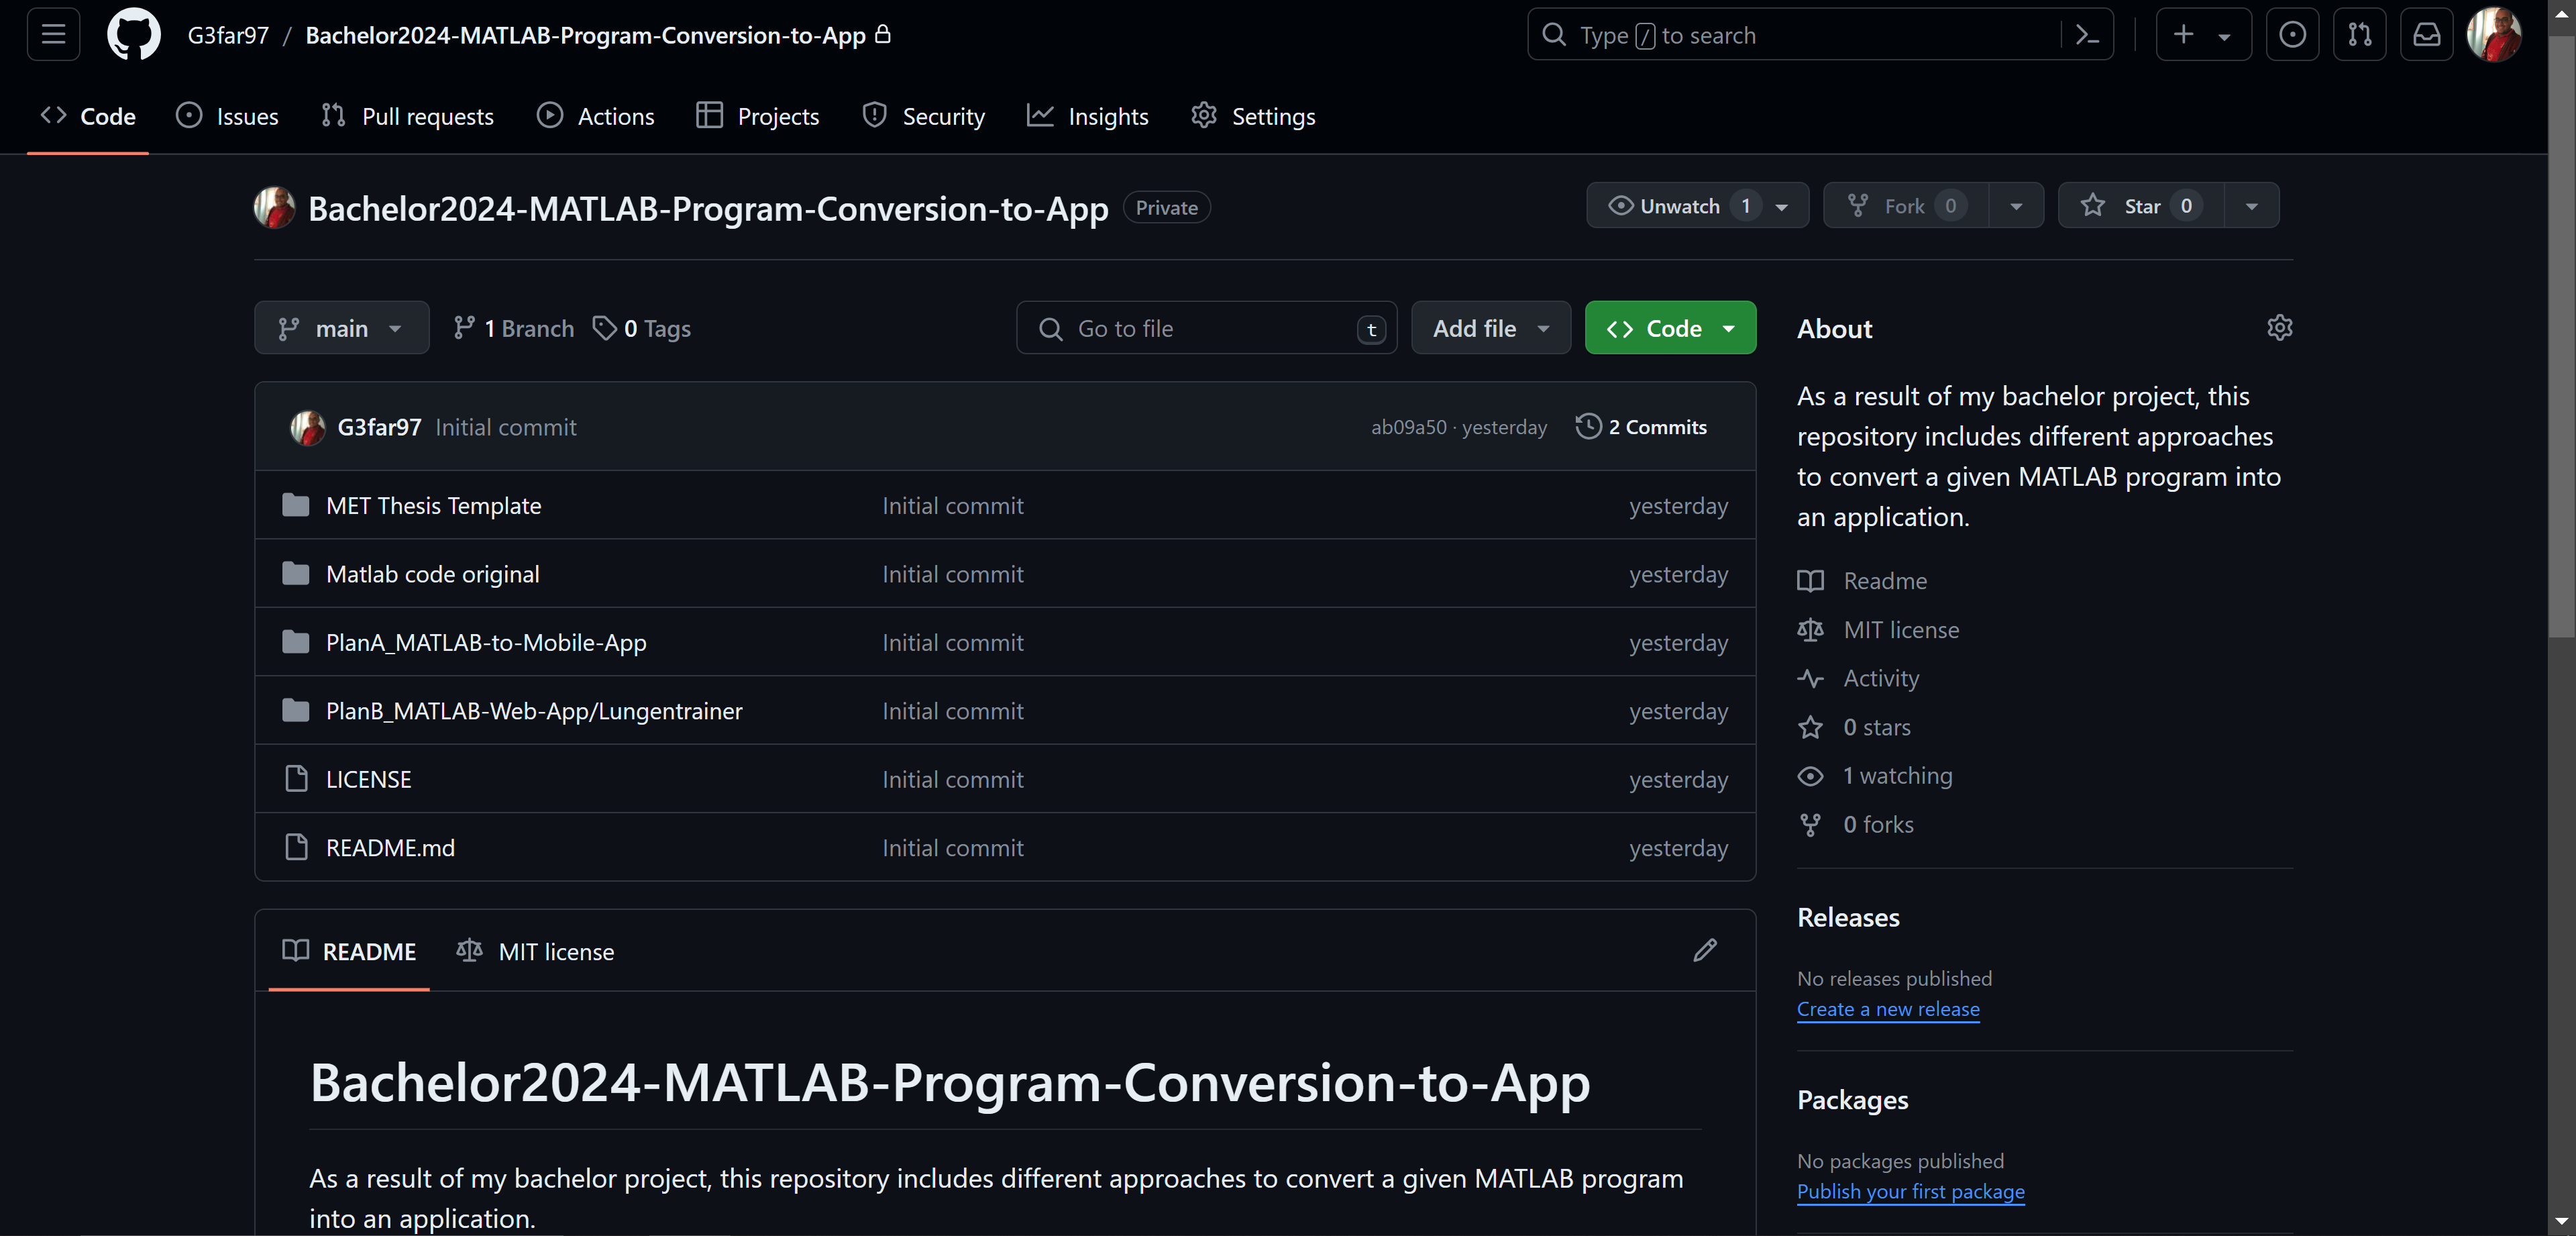 G3far97 / Bachelor2024-MATLAB-Program-Conversion-to-App
Type / to search
Code Issues Pull requests Actions Projects Security Insights Settings
Bachelor2024-MATLAB-Program-Conversion-to-App Private
Unwatch 1 Fork 0 Star 0
main 1 Branch 0 Tags
Go to file t Add file Code
G3far97 Initial commit ab09a50 · yesterday 2 Commits
MET Thesis Template Initial commit yesterday
Matlab code original Initial commit yesterday
PlanA_MATLAB-to-Mobile-App Initial commit yesterday
PlanB_MATLAB-Web-App/Lungentrainer Initial commit yesterday
LICENSE Initial commit yesterday
README.md Initial commit yesterday
README MIT license
Bachelor2024-MATLAB-Program-Conversion-to-App
As a result of my bachelor project, this repository includes different approaches to convert a given MATLAB program
into an application.
About
As a result of my bachelor project, this
repository includes different approaches
to convert a given MATLAB program into
an application.
Readme
MIT license
Activity
0 stars
1 watching
0 forks
Releases
No releases published
Create a new release
Packages
No packages published
Publish your first package